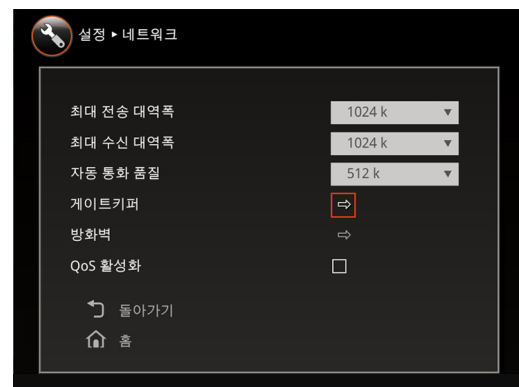 설정 ▸ 네트워크
최대 전송 대역폭 1024 k
최대 수신 대역폭 1024 k
자동 통화 품질 512 k
게이트키퍼
방화벽
QoS 활성화
돌아가기
홈